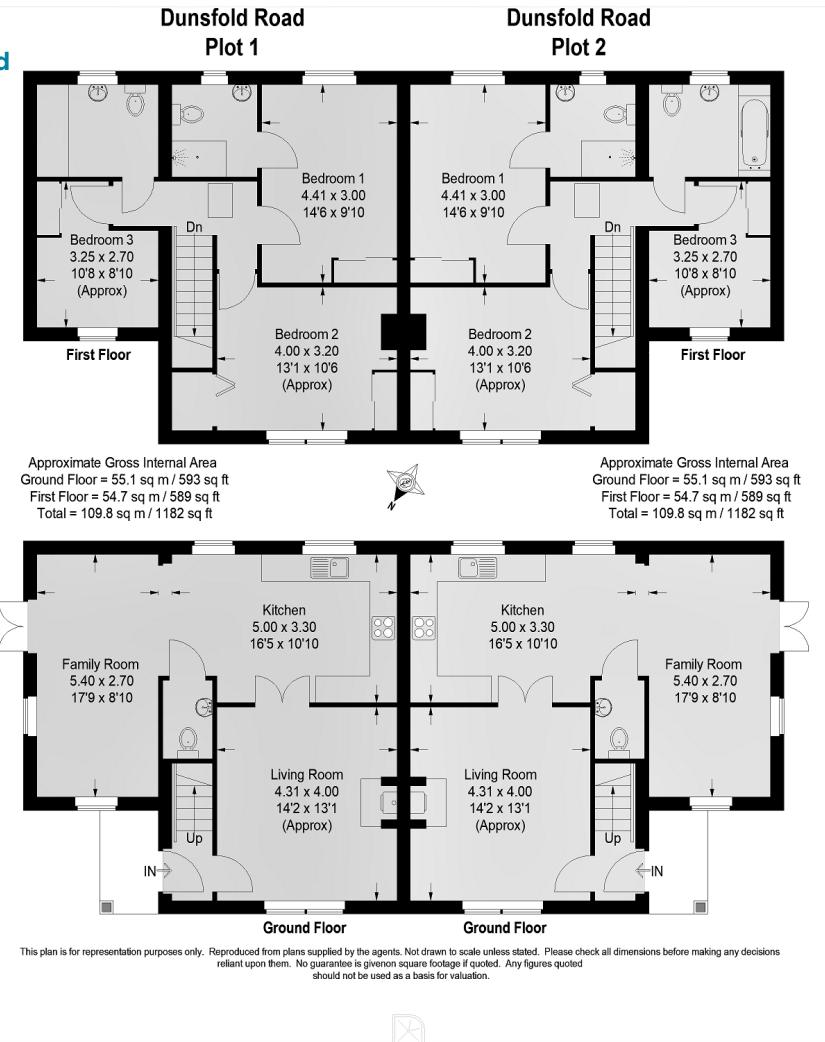 Dunsfold Road
Plot 1
Dunsfold Road
Plot 2
d
Bedroom 1
4.41 x 3.00
14'6 x 9'10
Bedroom 1
4.41 x 3.00
14'6 x 9'10
Dn
Dn
Bedroom 3
3.25 x 2.70
10'8 x 8'10
(Approx)
Bedroom 3
3.25 x 2.70
10'8 x 8'10
(Approx)
Bedroom 2
4.00 x 3.20
13'1 x 10'6
(Approx)
Bedroom 2
4.00 x 3.20
13'1 x 10'6
(Approx)
First Floor
First Floor
Approximate Gross Internal Area
Ground Floor = 55.1 sq m / 593 sq ft
First Floor = 54.7 sq m / 589 sq ft
Total = 109.8 sq m / 1182 sq ft
N
Approximate Gross Internal Area
Ground Floor = 55.1 sq m / 593 sq ft
First Floor = 54.7 sq m / 589 sq ft
Total = 109.8 sq m / 1182 sq ft
Kitchen
5.00 x 3.30
16'5 x 10'10
Kitchen
5.00 x 3.30
16'5 x 10'10
Family Room
5.40 x 2.70
17'9 x 8'10
Family Room
5.40 x 2.70
17'9 x 8'10
Living Room
4.31 x 4.00
14'2 x 13'1
(Approx)
Living Room
4.31 x 4.00
14'2 x 13'1
(Approx)
Up
Up
IN
IN
Ground Floor
Ground Floor
This plan is for representation purposes only. Reproduced from plans supplied by the agents. Not drawn to scale unless stated. Please check all dimensions before making any decisions
reliant upon them. No guarantee is givenon square footage if quoted. Any figures quoted
should not be used as a basis for valuation.